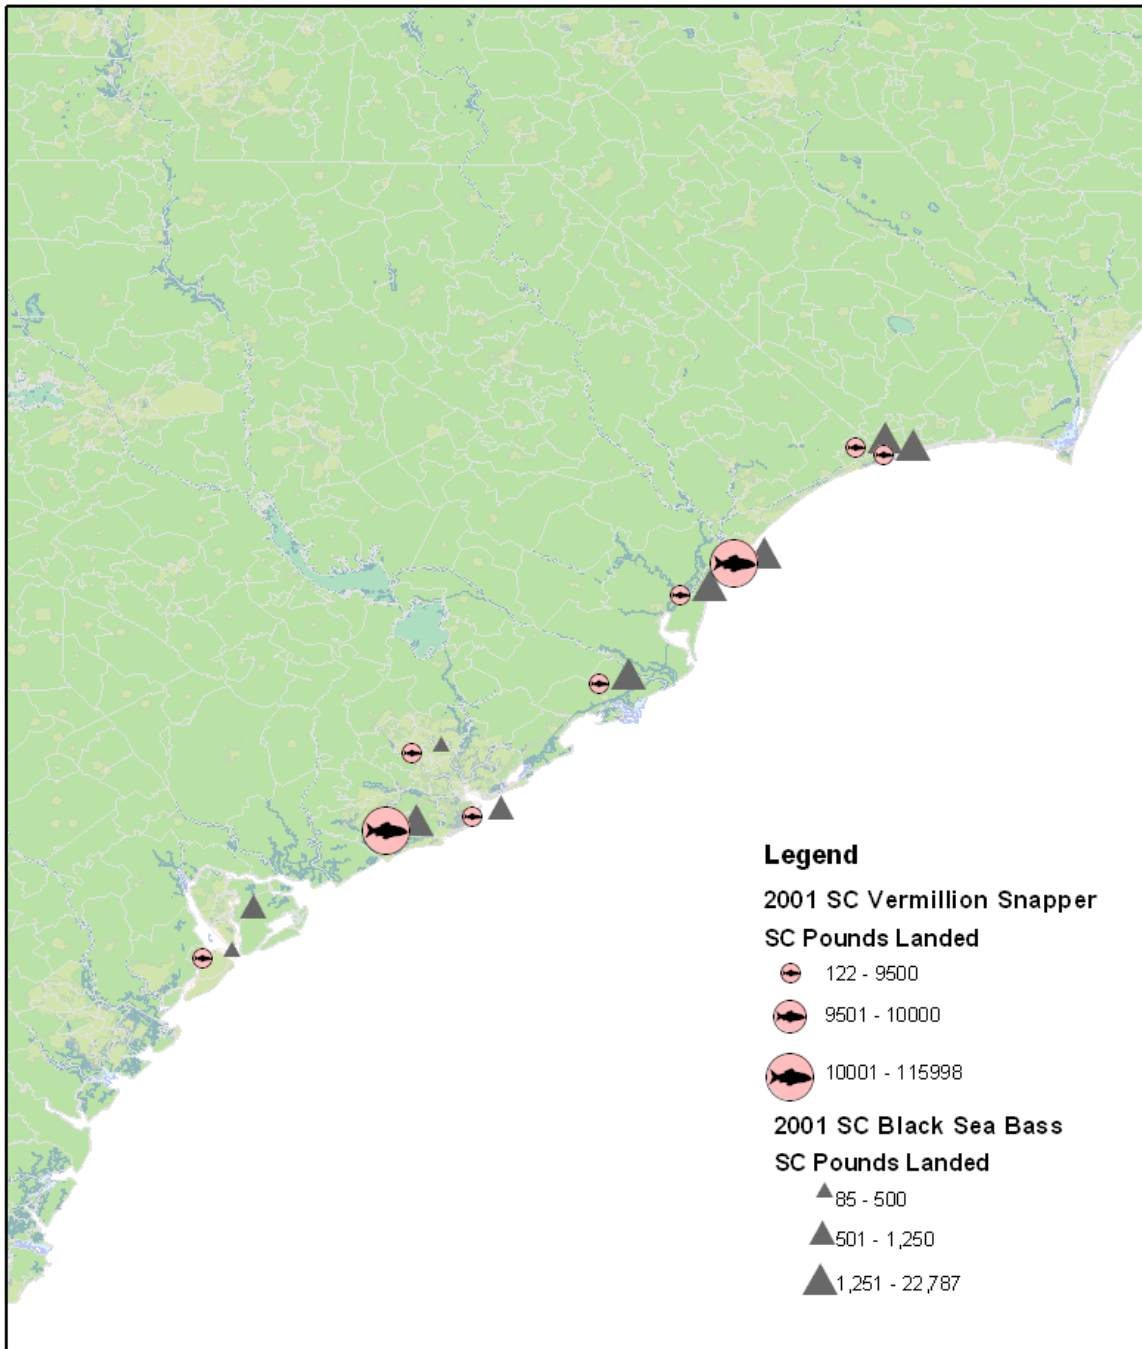 Legend
2001 SC Vermillion Snapper
SC Pounds Landed
122 - 9500
9501 - 10000
10001 - 115998
2001 SC Black Sea Bass
SC Pounds Landed
85 - 500
501 - 1,250
1,251 - 22,787